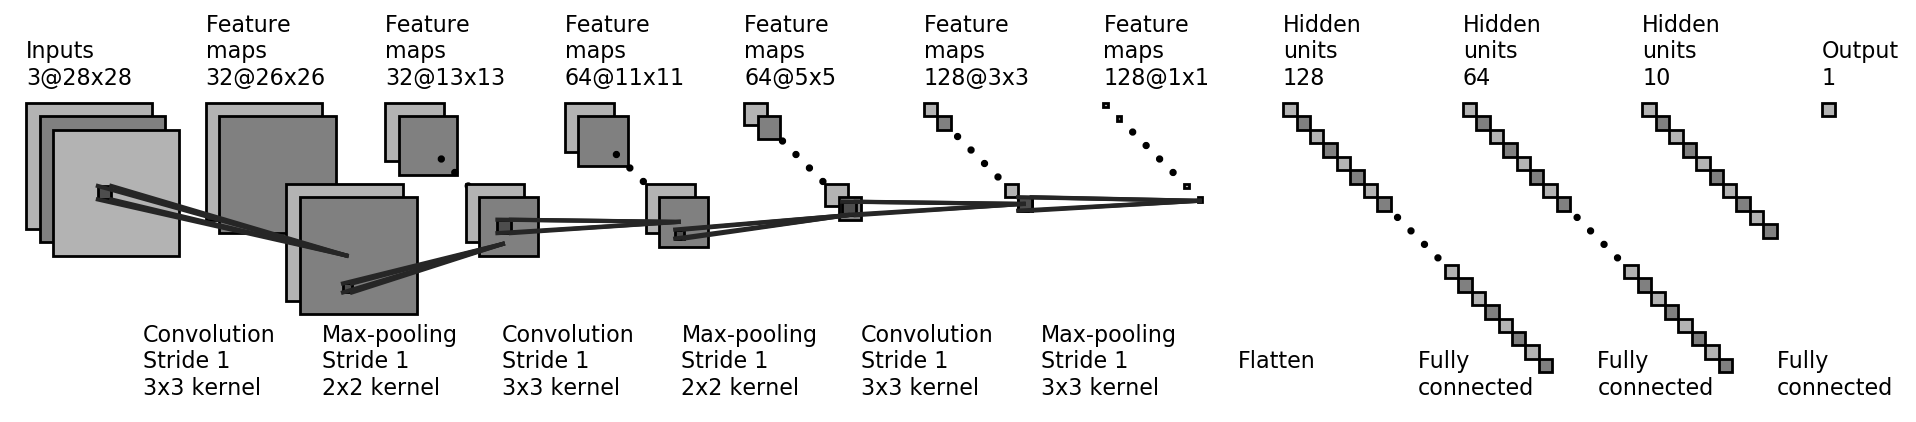 Inputs
3@28x28
Feature
maps
32@26x26
Feature
maps
32@13x13
Feature
maps
64@11x11
Feature
maps
64@5x5
Feature
maps
128@3x3
Feature
maps
128@1x1
Hidden
units
128
Hidden
units
64
Hidden
units
10
Output
1
Convolution
Stride 1
3x3 kernel
Max-pooling
Stride 1
2x2 kernel
Convolution
Stride 1
3x3 kernel
Max-pooling
Stride 1
2x2 kernel
Convolution
Stride 1
3x3 kernel
Max-pooling
Stride 1
3x3 kernel
Flatten
Fully
connected
Fully
connected
Fully
connected